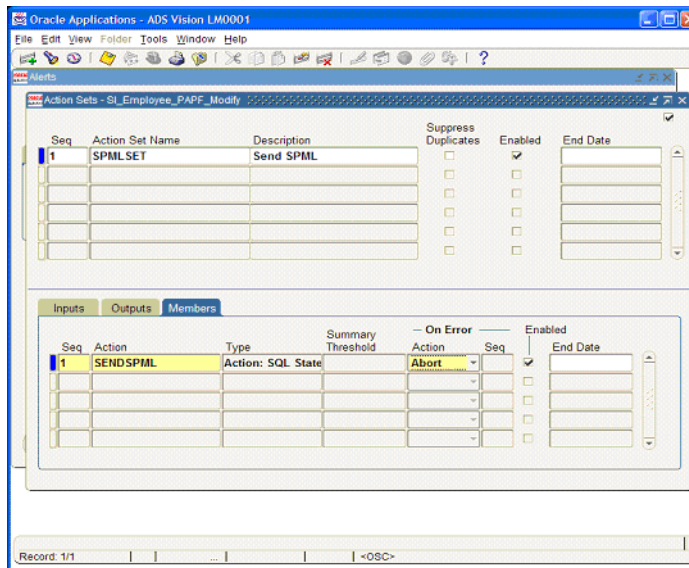 Oracle Applications - ADS Vision LM0001
File Edit View Folder Tools Window Help
Alerts
Action Sets - SI_Employee_PAPF_Modify
Seq Action Set Name Description Suppress Duplicates Enabled End Date
1 SPMLSET Send SPML
Inputs Outputs Members
Seq Action Type Summary Threshold On Error Action Seq Enabled End Date
1 SENDSPML Action: SQL State Abort
Record: 1/1 ... <OSC>